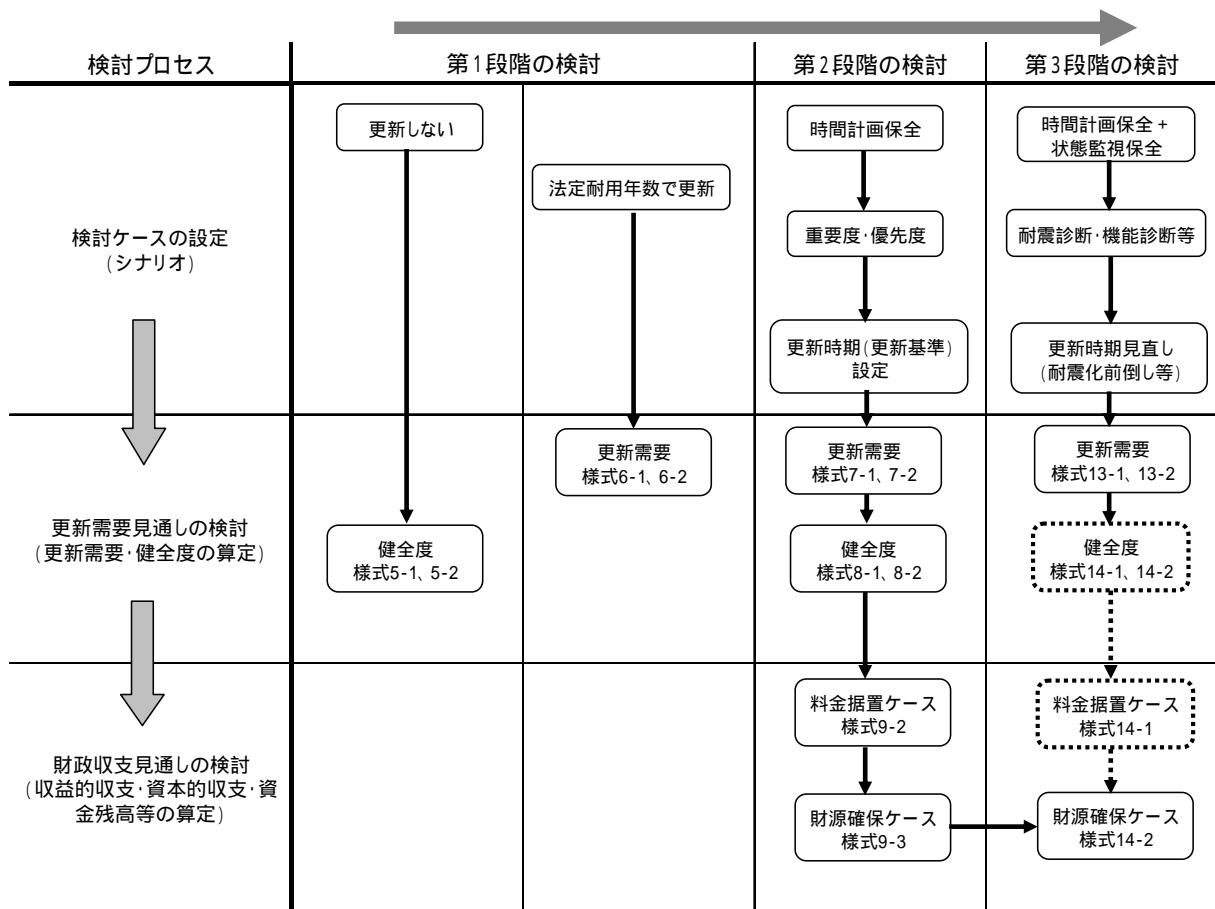 検討プロセス
第1段階の検討
第2段階の検討
第3段階の検討
検討ケースの設定
(シナリオ)
更新しない
法定耐用年数で更新
時間計画保全
重要度・優先度
更新時期(更新基準)
設定
時間計画保全+
状態監視保全
耐震診断・機能診断等
更新時期見直し
(耐震化前倒し等)
更新需要見通しの検討
(更新需要・健全度の算定)
健全度
様式5-1、5-2
更新需要
様式6-1、6-2
更新需要
様式7-1、7-2
健全度
様式8-1、8-2
更新需要
様式13-1、13-2
健全度
様式14-1、14-2
財政収支見通しの検討
(収益的収支・資本的収支・資
金残高等の算定)
料金据置ケース
様式9-2
財源確保ケース
様式9-3
料金据置ケース
様式14-1
財源確保ケース
様式14-2